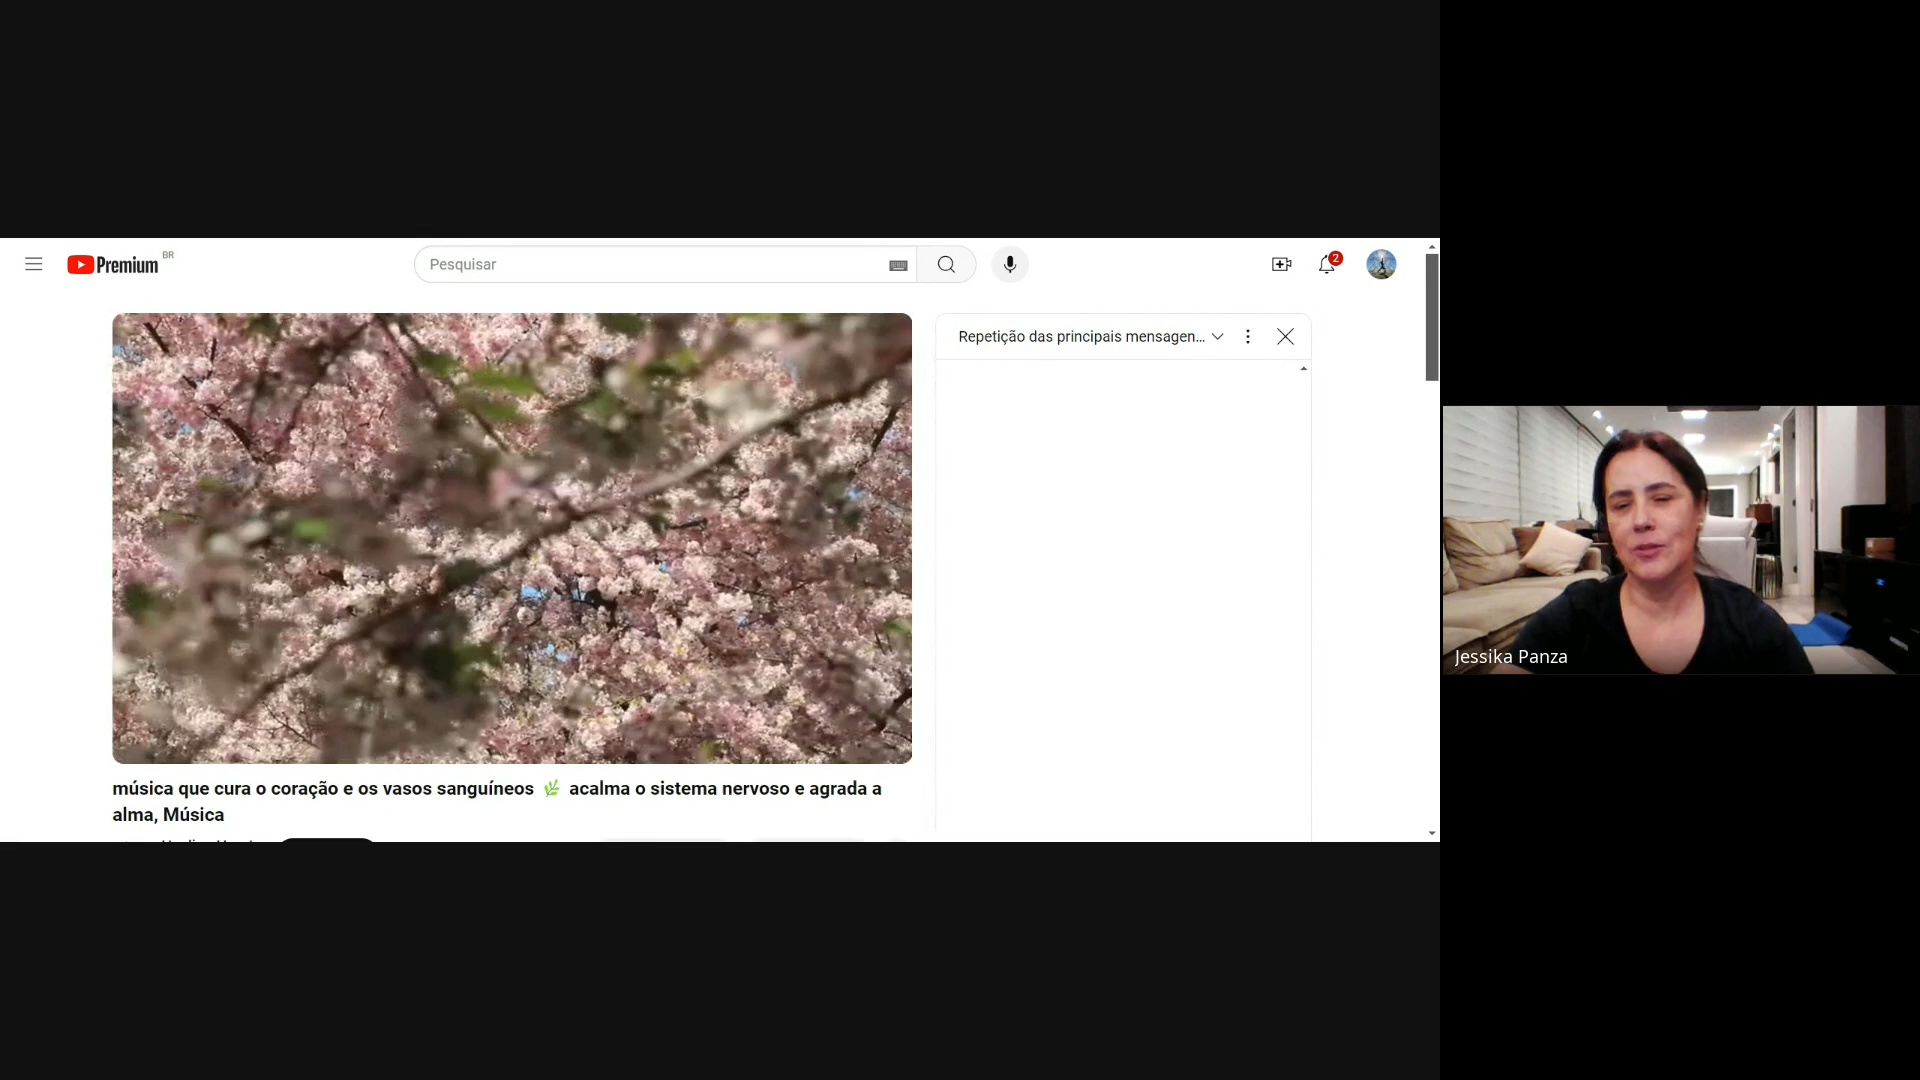 Premium BR
Pesquisar
2
Repetição das principais mensagen...
música que cura o coração e os vasos sanguíneos 🌿 acalma o sistema nervoso e agrada a
alma, Música
Jessika Panza